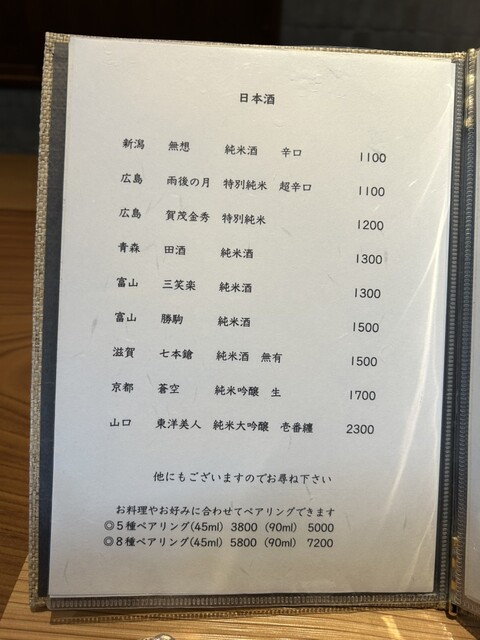 日本酒
新潟 無想 純米酒 辛口 1100
広島 雨後の月 特別純米 超辛口 1100
広島 賀茂金秀 特別純米 1200
青森 田酒 純米酒 1300
富山 三笑楽 純米酒 1300
富山 勝駒 純米酒 1500
滋賀 七本鎗 純米酒 無有 1500
京都 蒼空 純米吟醸 生 1700
山口 東洋美人 純米大吟醸 壱番纏 2300
他にもございますのでお尋ね下さい
お料理やお好みに合わせてペアリングできます
◎5種ペアリング(45ml) 3800 (90ml) 5000
◎8種ペアリング(45ml) 5800 (90ml) 7200